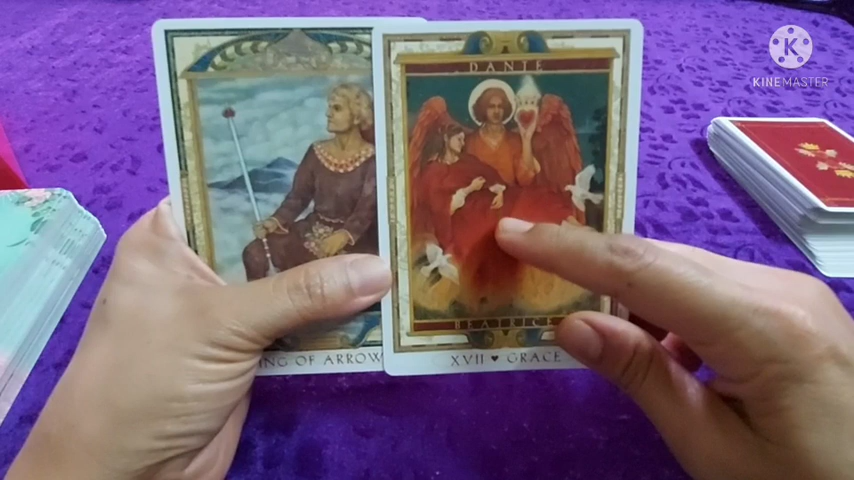 DANTE
BEATRICE
ING OF ARROW
XVII ♥ GRACE
K
KINEMASTER